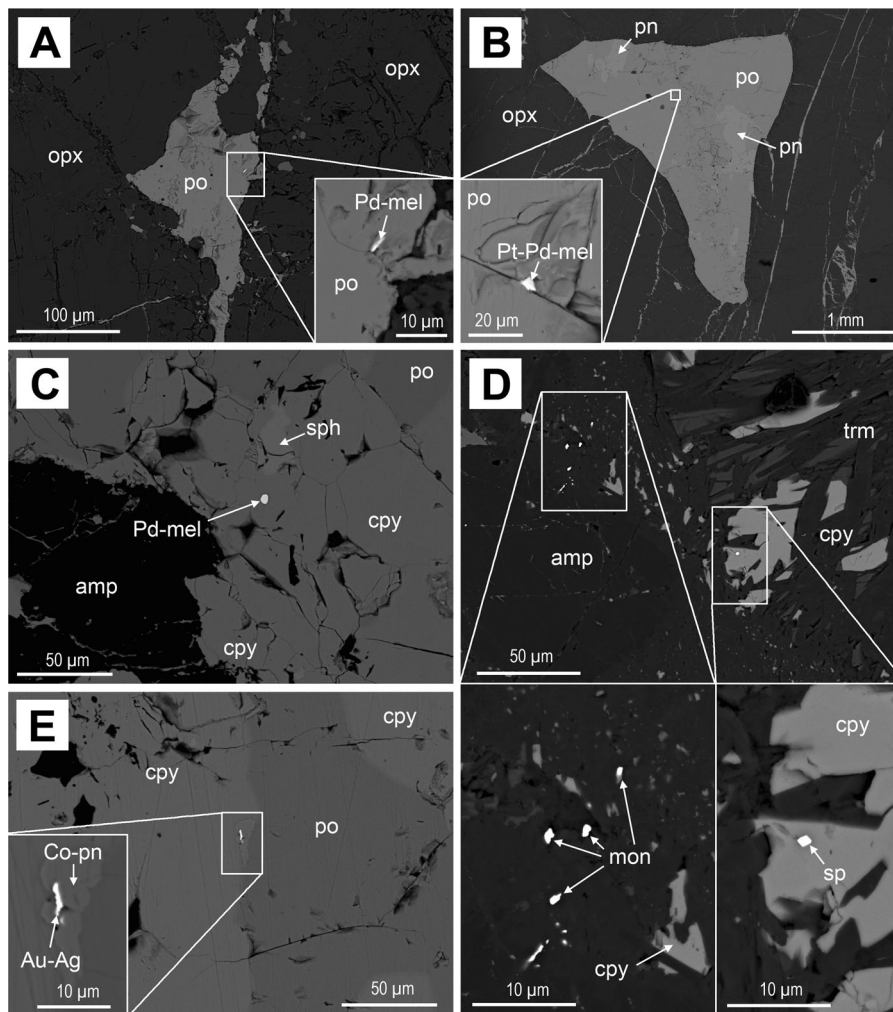 A
opx
opx
po
Pd-mel
po
100 µm
10 µm
B
pn
po
opx
pn
po
Pt-Pd-mel
20 µm
1 mm
C
po
sph
Pd-mel
cpy
amp
cpy
50 µm
D
trm
cpy
amp
50 µm
mon
cpy
10 µm
cpy
sp
10 µm
E
cpy
cpy
po
Co-pn
Au-Ag
10 µm
50 µm